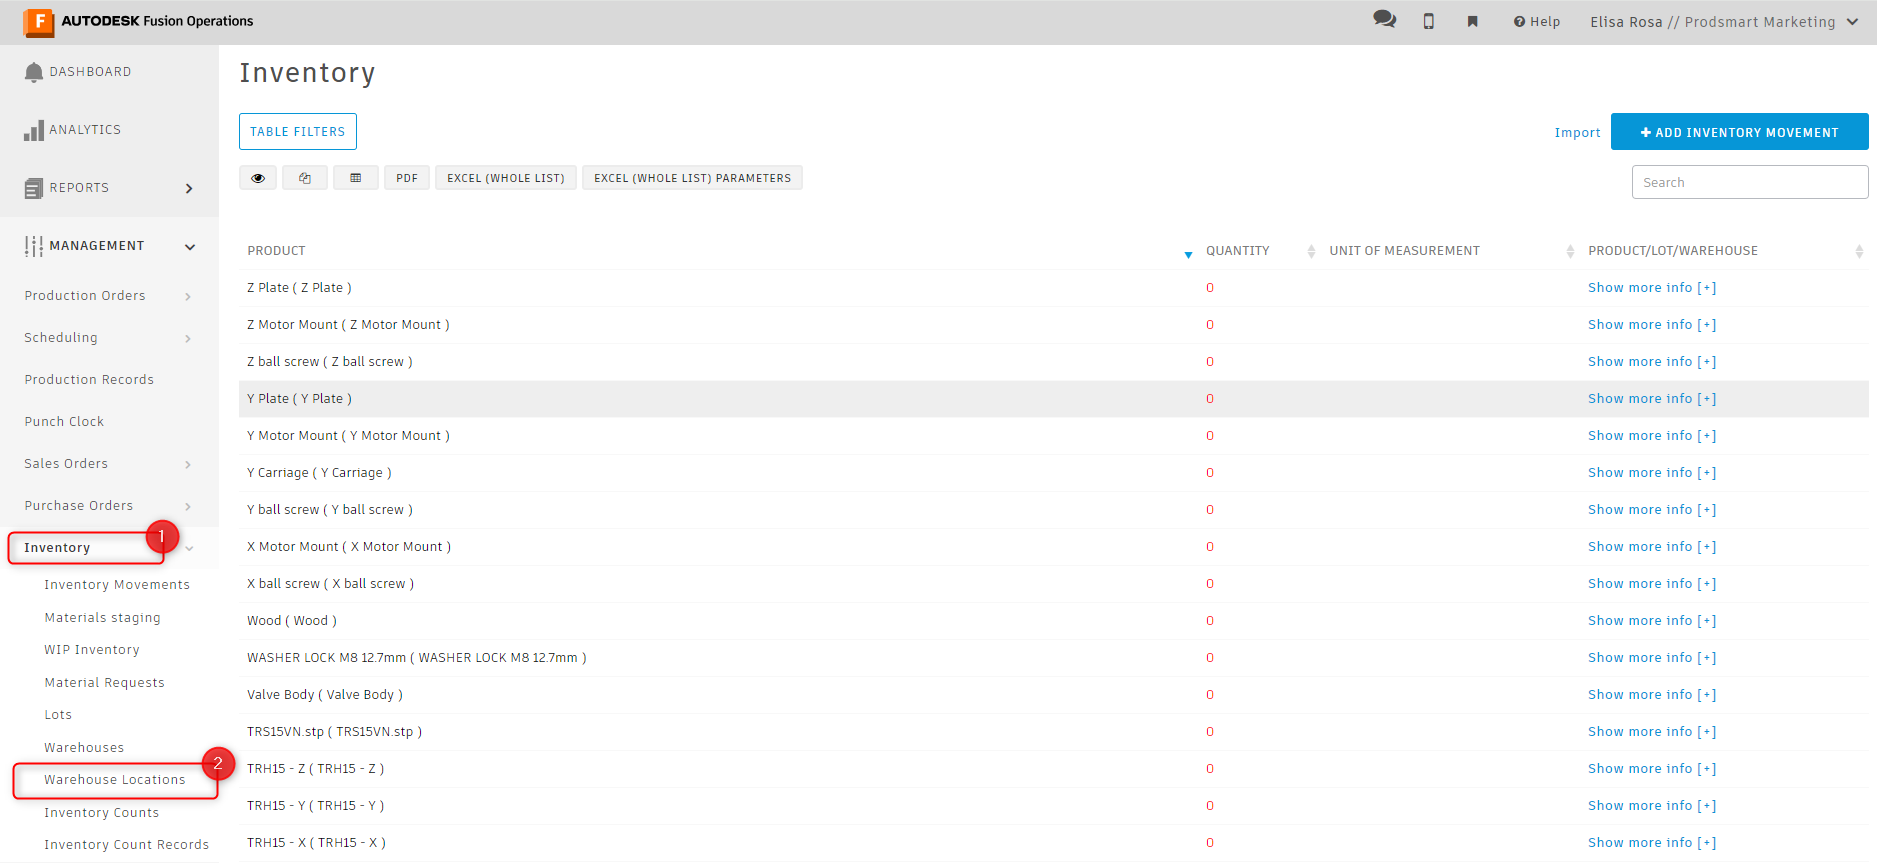 F AUTODESK Fusion Operations
Help
Elisa Rosa // Prodsmart Marketing
DASHBOARD
ANALYTICS
REPORTS
MANAGEMENT
Production Orders
Scheduling
Production Records
Punch Clock
Sales Orders
Purchase Orders
Inventory
1
Inventory Movements
Materials staging
WIP Inventory
Material Requests
Lots
Warehouses
Warehouse Locations
2
Inventory Counts
Inventory Count Records
Inventory
TABLE FILTERS
Import
+ ADD INVENTORY MOVEMENT
PDF
EXCEL (WHOLE LIST)
EXCEL (WHOLE LIST) PARAMETERS
Search
PRODUCT QUANTITY UNIT OF MEASUREMENT PRODUCT/LOT/WAREHOUSE
Z Plate ( Z Plate ) 0 Show more info [+]
Z Motor Mount ( Z Motor Mount ) 0 Show more info [+]
Z ball screw ( Z ball screw ) 0 Show more info [+]
Y Plate ( Y Plate ) 0 Show more info [+]
Y Motor Mount ( Y Motor Mount ) 0 Show more info [+]
Y Carriage ( Y Carriage ) 0 Show more info [+]
Y ball screw ( Y ball screw ) 0 Show more info [+]
X Motor Mount ( X Motor Mount ) 0 Show more info [+]
X ball screw ( X ball screw ) 0 Show more info [+]
Wood ( Wood ) 0 Show more info [+]
WASHER LOCK M8 12.7mm ( WASHER LOCK M8 12.7mm ) 0 Show more info [+]
Valve Body ( Valve Body ) 0 Show more info [+]
TRS15VN.stp ( TRS15VN.stp ) 0 Show more info [+]
TRH15 - Z ( TRH15 - Z ) 0 Show more info [+]
TRH15 - Y ( TRH15 - Y ) 0 Show more info [+]
TRH15 - X ( TRH15 - X ) 0 Show more info [+]